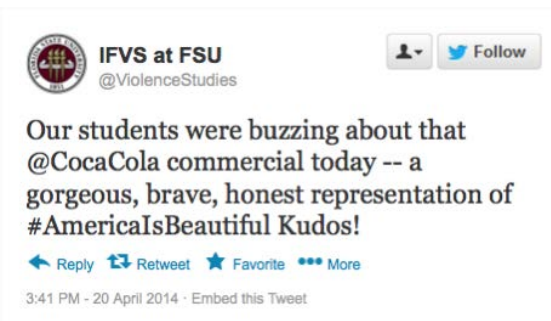 IFVS at FSU
@ViolenceStudies
Follow
Our students were buzzing about that
@CocaCola commercial today -- a
gorgeous, brave, honest representation of
#AmericaIsBeautiful Kudos!
Reply Retweet Favorite More
3:41 PM - 20 April 2014 · Embed this Tweet